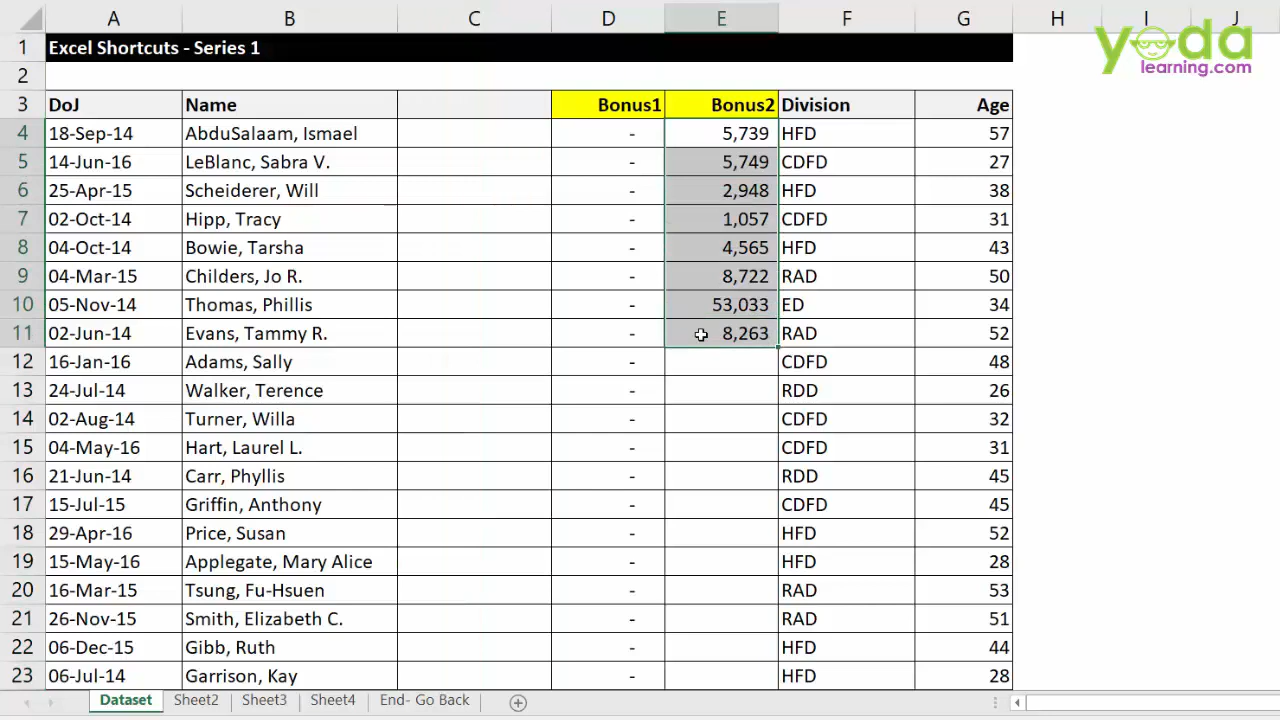 A B C D E F G H I J
yoda
learning.com
1 Excel Shortcuts - Series 1
2
3 DoJ Name Bonus1 Bonus2 Division Age
4 18-Sep-14 AbduSalaam, Ismael - 5,739 HFD 57
5 14-Jun-16 LeBlanc, Sabra V. - 5,749 CDFD 27
6 25-Apr-15 Scheiderer, Will - 2,948 HFD 38
7 02-Oct-14 Hipp, Tracy - 1,057 CDFD 31
8 04-Oct-14 Bowie, Tarsha - 4,565 HFD 43
9 04-Mar-15 Childers, Jo R. - 8,722 RAD 50
10 05-Nov-14 Thomas, Phillis - 53,033 ED 34
11 02-Jun-14 Evans, Tammy R. - 8,263 RAD 52
12 16-Jan-16 Adams, Sally - CDFD 48
13 24-Jul-14 Walker, Terence - RDD 26
14 02-Aug-14 Turner, Willa - CDFD 32
15 04-May-16 Hart, Laurel L. - CDFD 31
16 21-Jun-14 Carr, Phyllis - RDD 45
17 15-Jul-15 Griffin, Anthony - CDFD 45
18 29-Apr-16 Price, Susan - HFD 52
19 15-May-16 Applegate, Mary Alice - HFD 28
20 16-Mar-15 Tsung, Fu-Hsuen - RAD 53
21 26-Nov-15 Smith, Elizabeth C. - RAD 51
22 06-Dec-15 Gibb, Ruth - HFD 44
23 06-Jul-14 Garrison, Kay - HFD 28
Dataset Sheet2 Sheet3 Sheet4 End- Go Back